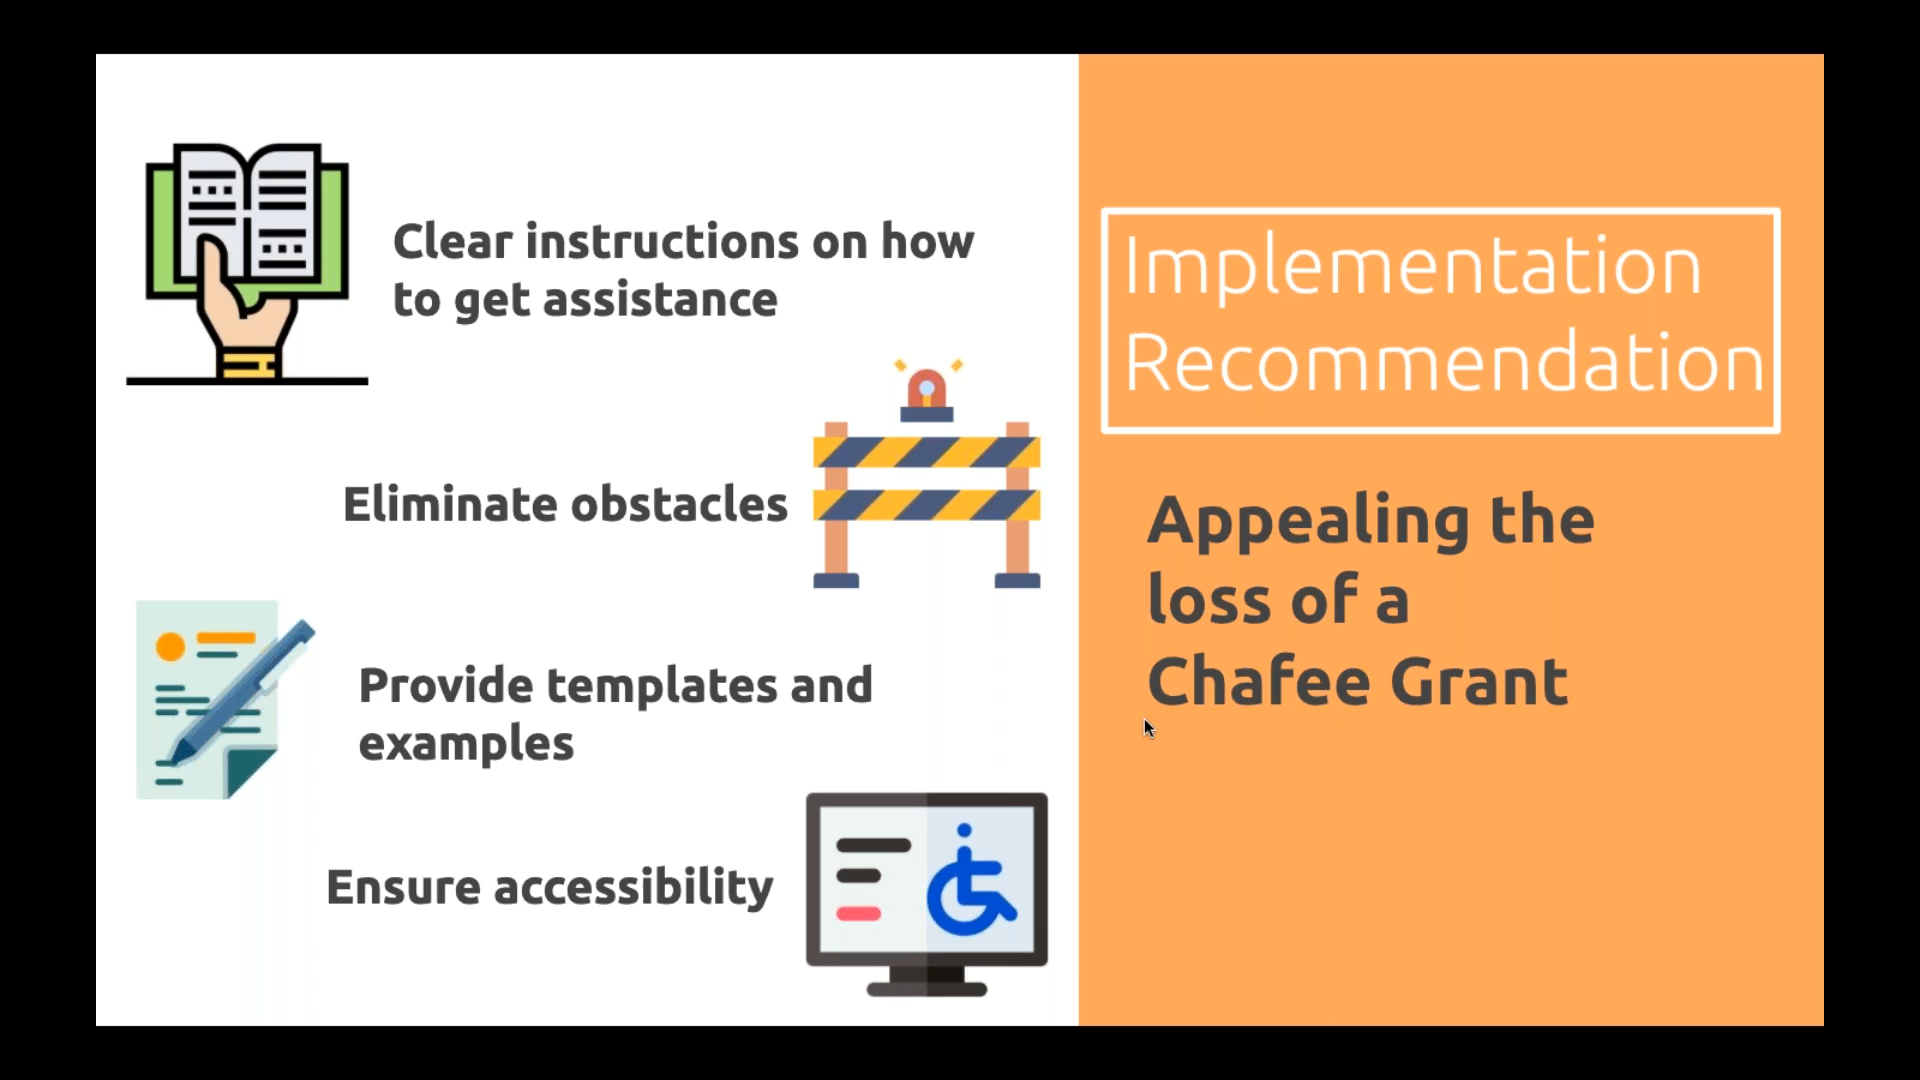 Clear instructions on how
to get assistance
Eliminate obstacles
Provide templates and
examples
Ensure accessibility
Implementation
Recommendation
Appealing the
loss of a
Chafee Grant